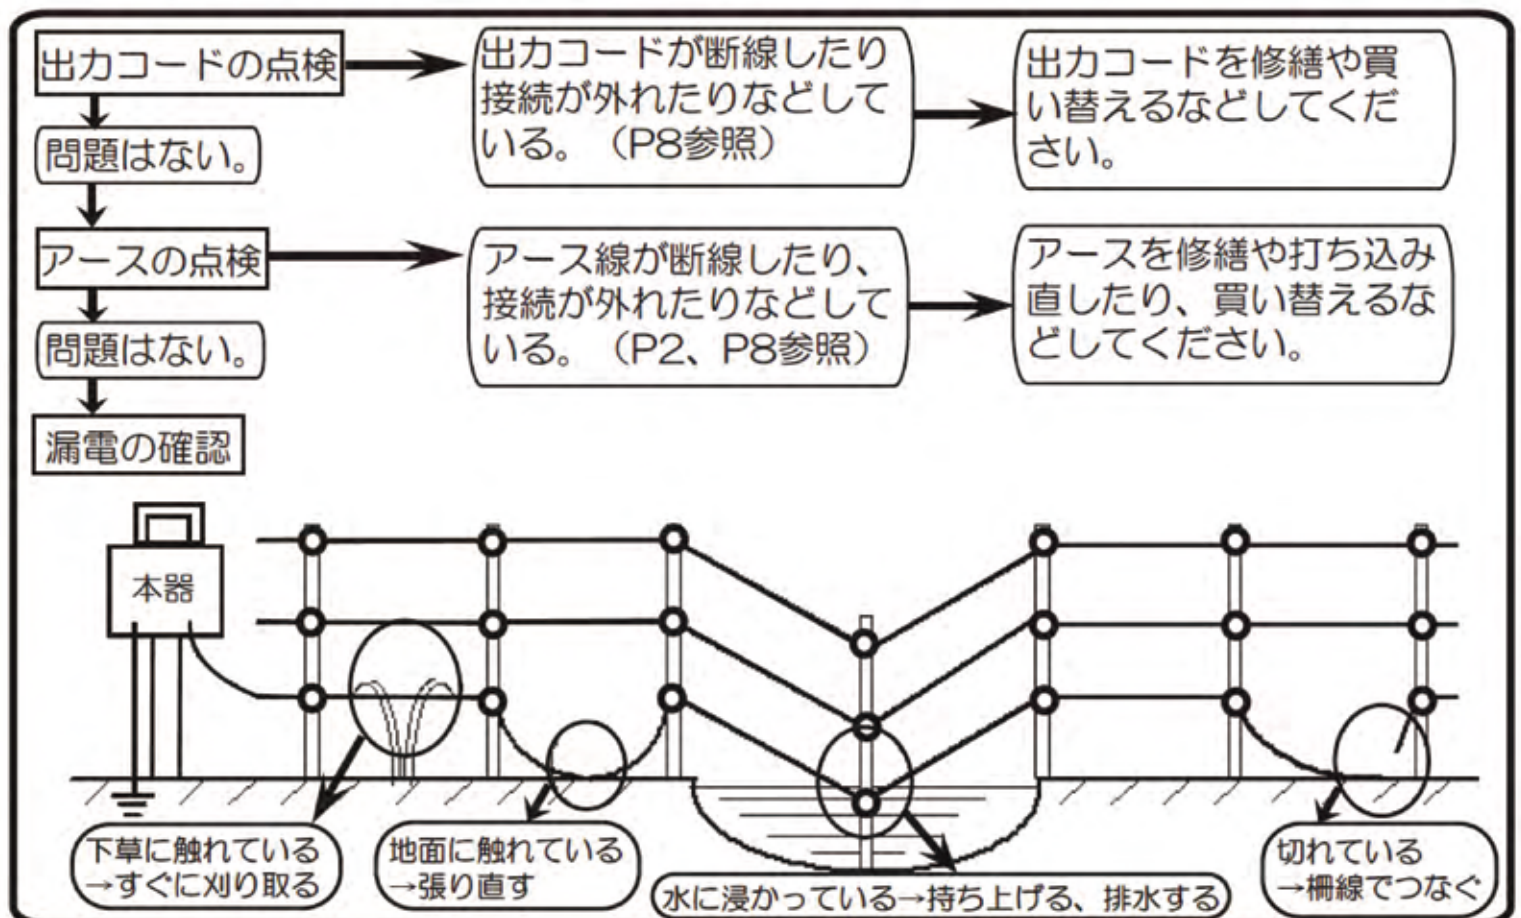 出力コードの点検
出力コードが断線したり
接続が外れたりなどして
いる。（P8参照）
出力コードを修繕や買
い替えるなどしてくだ
さい。
問題はない。
アースの点検
アース線が断線したり、
接続が外れたりなどして
いる。（P2、P8参照）
アースを修繕や打ち込み
直したり、買い替えるな
どしてください。
問題はない。
漏電の確認
本器
下草に触れている
→すぐに刈り取る
地面に触れている
→張り直す
水に浸かっている→持ち上げる、排水する
切れている
→柵線でつなぐ